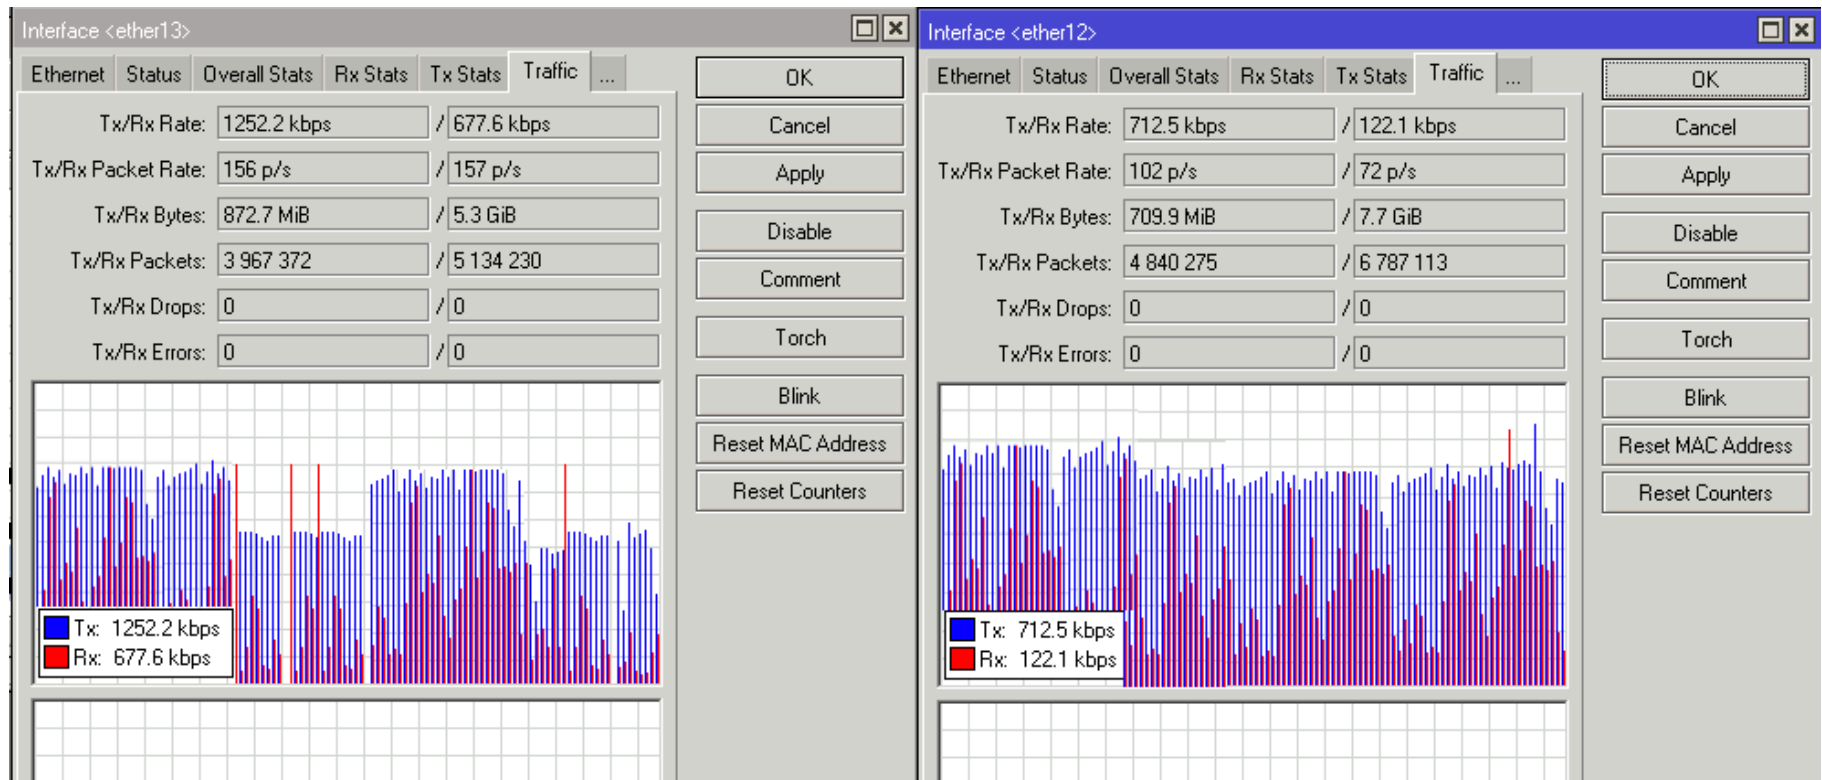 Interface <ether13>
Ethernet Status Overall Stats Rx Stats Tx Stats Traffic ...
Tx/Rx Rate: 1252.2 kbps / 677.6 kbps
Tx/Rx Packet Rate: 156 p/s / 157 p/s
Tx/Rx Bytes: 872.7 MiB / 5.3 GiB
Tx/Rx Packets: 3 967 372 / 5 134 230
Tx/Rx Drops: 0 / 0
Tx/Rx Errors: 0 / 0
Tx: 1252.2 kbps
Rx: 677.6 kbps
OK
Cancel
Apply
Disable
Comment
Torch
Blink
Reset MAC Address
Reset Counters
Interface <ether12>
Ethernet Status Overall Stats Rx Stats Tx Stats Traffic ...
Tx/Rx Rate: 712.5 kbps / 122.1 kbps
Tx/Rx Packet Rate: 102 p/s / 72 p/s
Tx/Rx Bytes: 709.9 MiB / 7.7 GiB
Tx/Rx Packets: 4 840 275 / 6 787 113
Tx/Rx Drops: 0 / 0
Tx/Rx Errors: 0 / 0
Tx: 712.5 kbps
Rx: 122.1 kbps
OK
Cancel
Apply
Disable
Comment
Torch
Blink
Reset MAC Address
Reset Counters